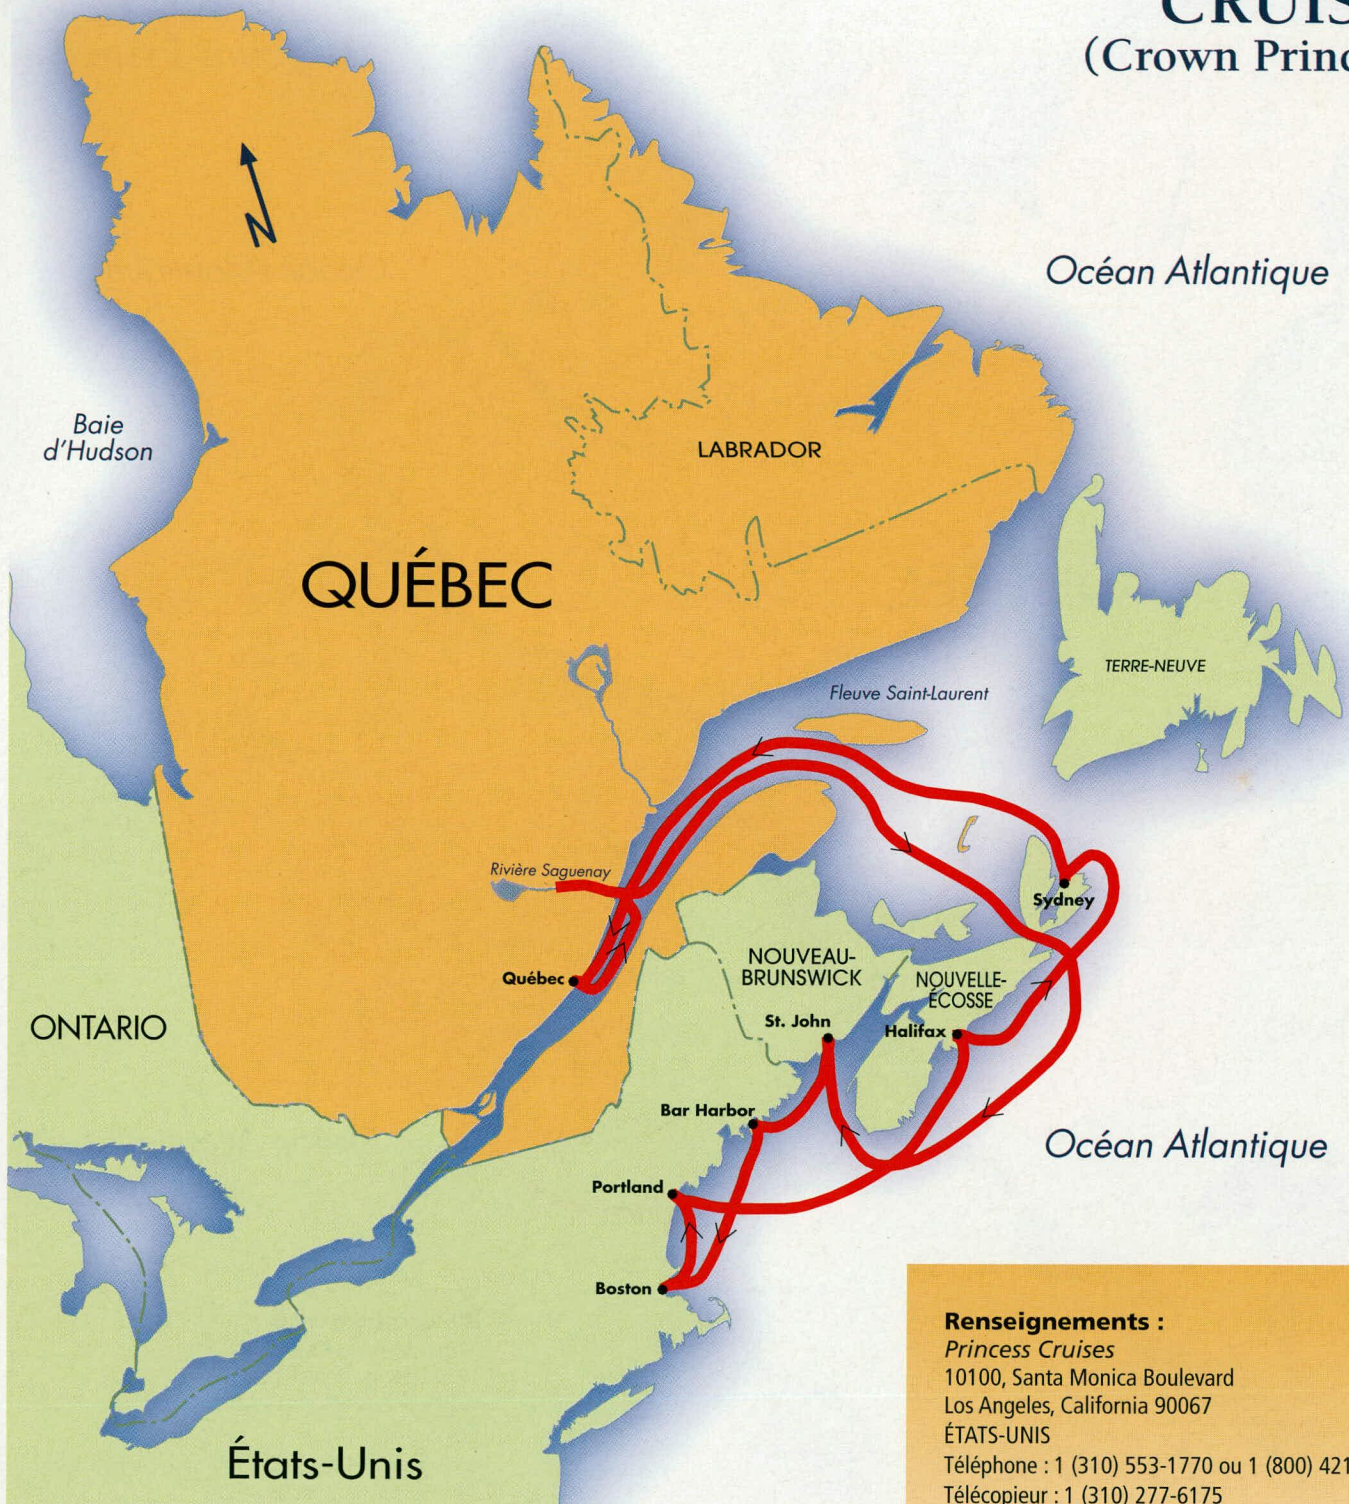 CRUIS
(Crown Princ
N
Océan Atlantique
Baie
d'Hudson
LABRADOR
QUÉBEC
TERRE-NEUVE
Fleuve Saint-Laurent
Rivière Saguenay
Sydney
Québec
NOUVEAU-
BRUNSWICK
NOUVELLE-
ÉCOSSE
ONTARIO
St. John
Halifax
Bar Harbor
Océan Atlantique
Portland
Boston
Renseignements :
Princess Cruises
10100, Santa Monica Boulevard
Los Angeles, California 90067
ÉTATS-UNIS
Téléphone : 1 (310) 553-1770 ou 1 (800) 421
Télécopieur : 1 (310) 277-6175
États-Unis